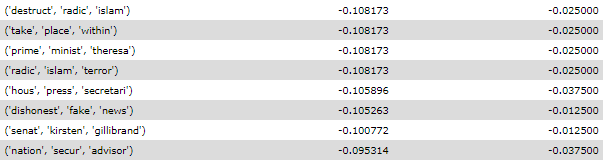 ('destruct', 'radic', 'islam') -0.108173 -0.025000
('take', 'place', 'within') -0.108173 -0.025000
('prime', 'minist', 'theresa') -0.108173 -0.025000
('radic', 'islam', 'terror') -0.108173 -0.025000
('hous', 'press', 'secretari') -0.105896 -0.037500
('dishonest', 'fake', 'news') -0.105263 -0.012500
('senat', 'kirsten', 'gillibrand') -0.100772 -0.012500
('nation', 'secur', 'advisor') -0.095314 -0.037500